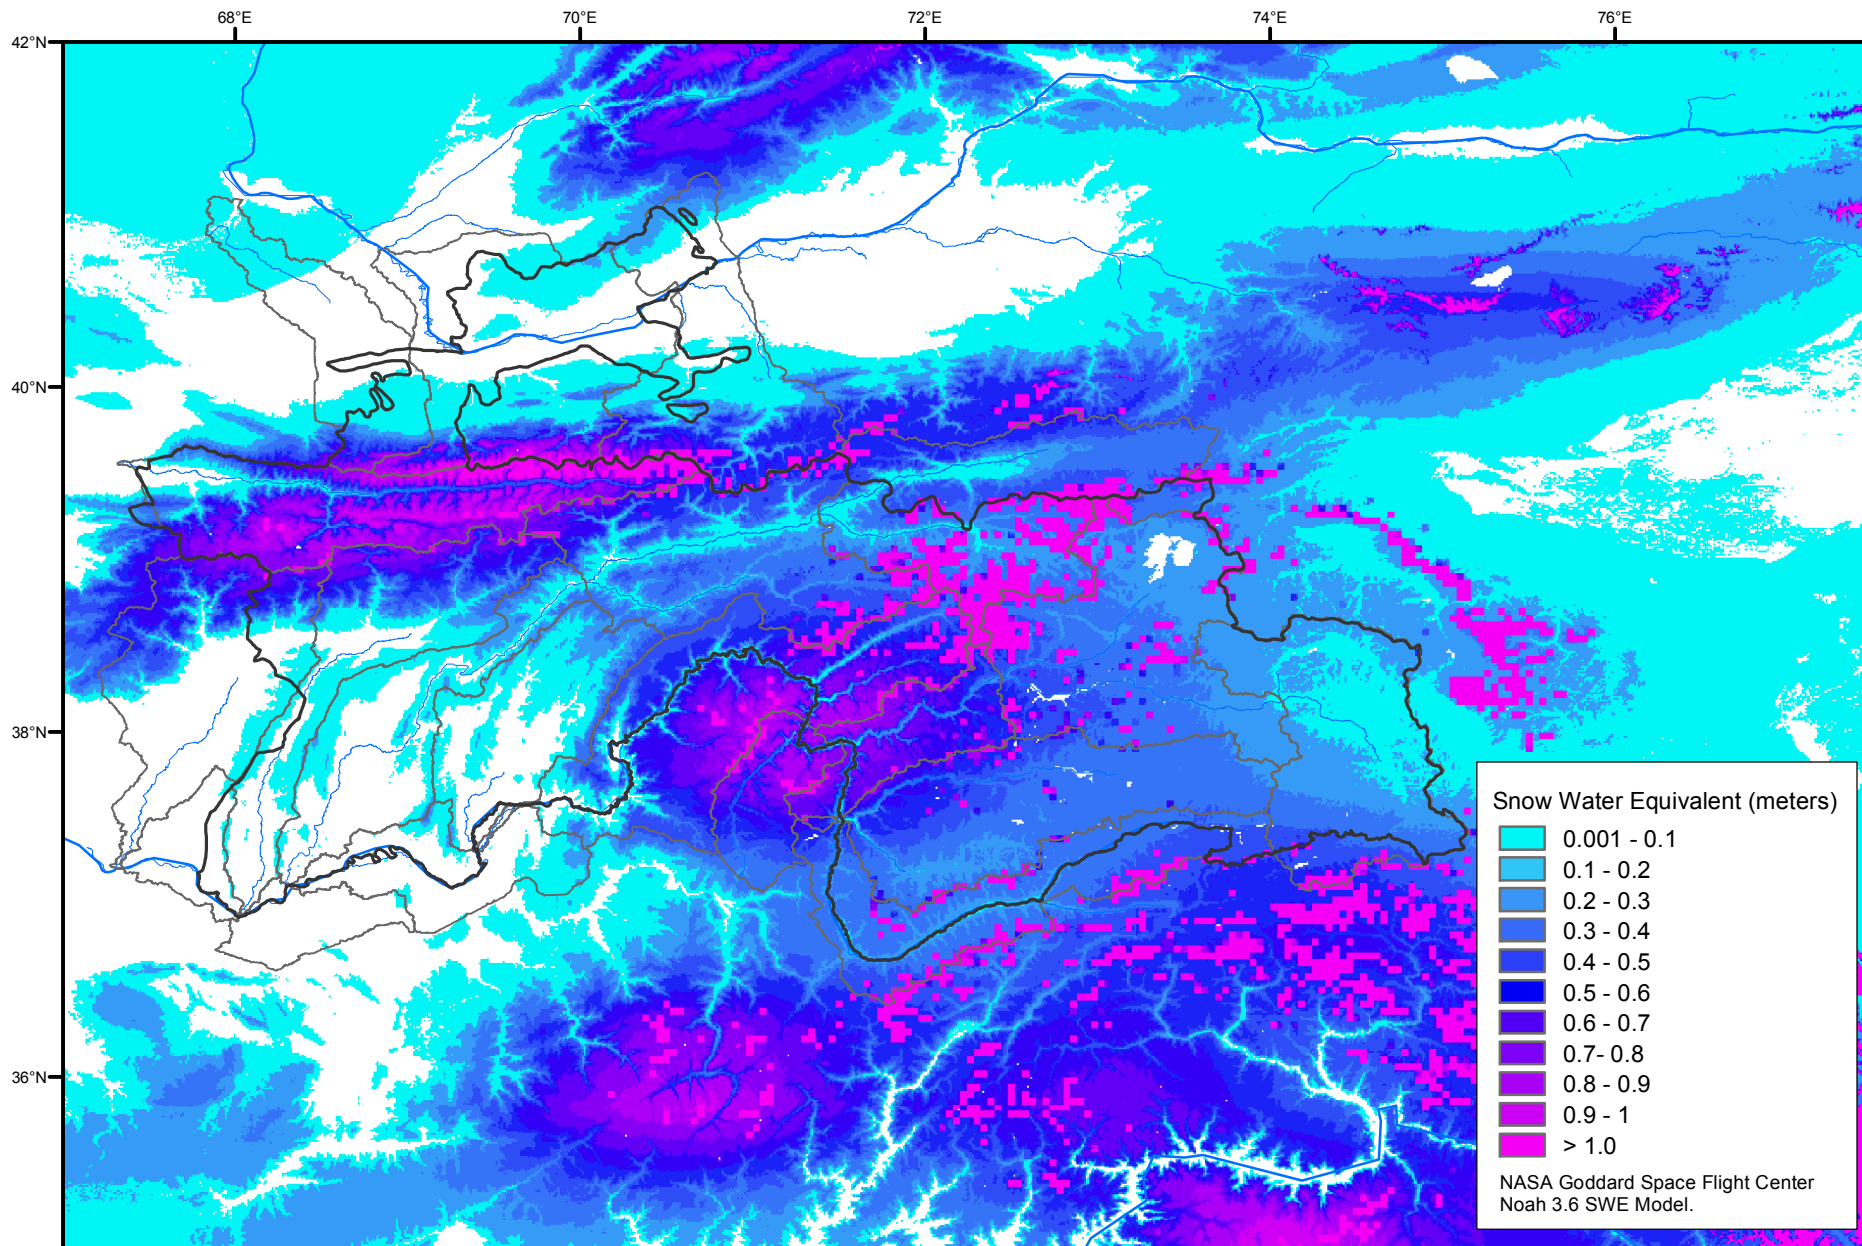 68°E 70°E 72°E 74°E 76°E
42°N
40°N
38°N
36°N
Snow Water Equivalent (meters)
0.001 - 0.1
0.1 - 0.2
0.2 - 0.3
0.3 - 0.4
0.4 - 0.5
0.5 - 0.6
0.6 - 0.7
0.7- 0.8
0.8 - 0.9
0.9 - 1
> 1.0
NASA Goddard Space Flight Center
Noah 3.6 SWE Model.